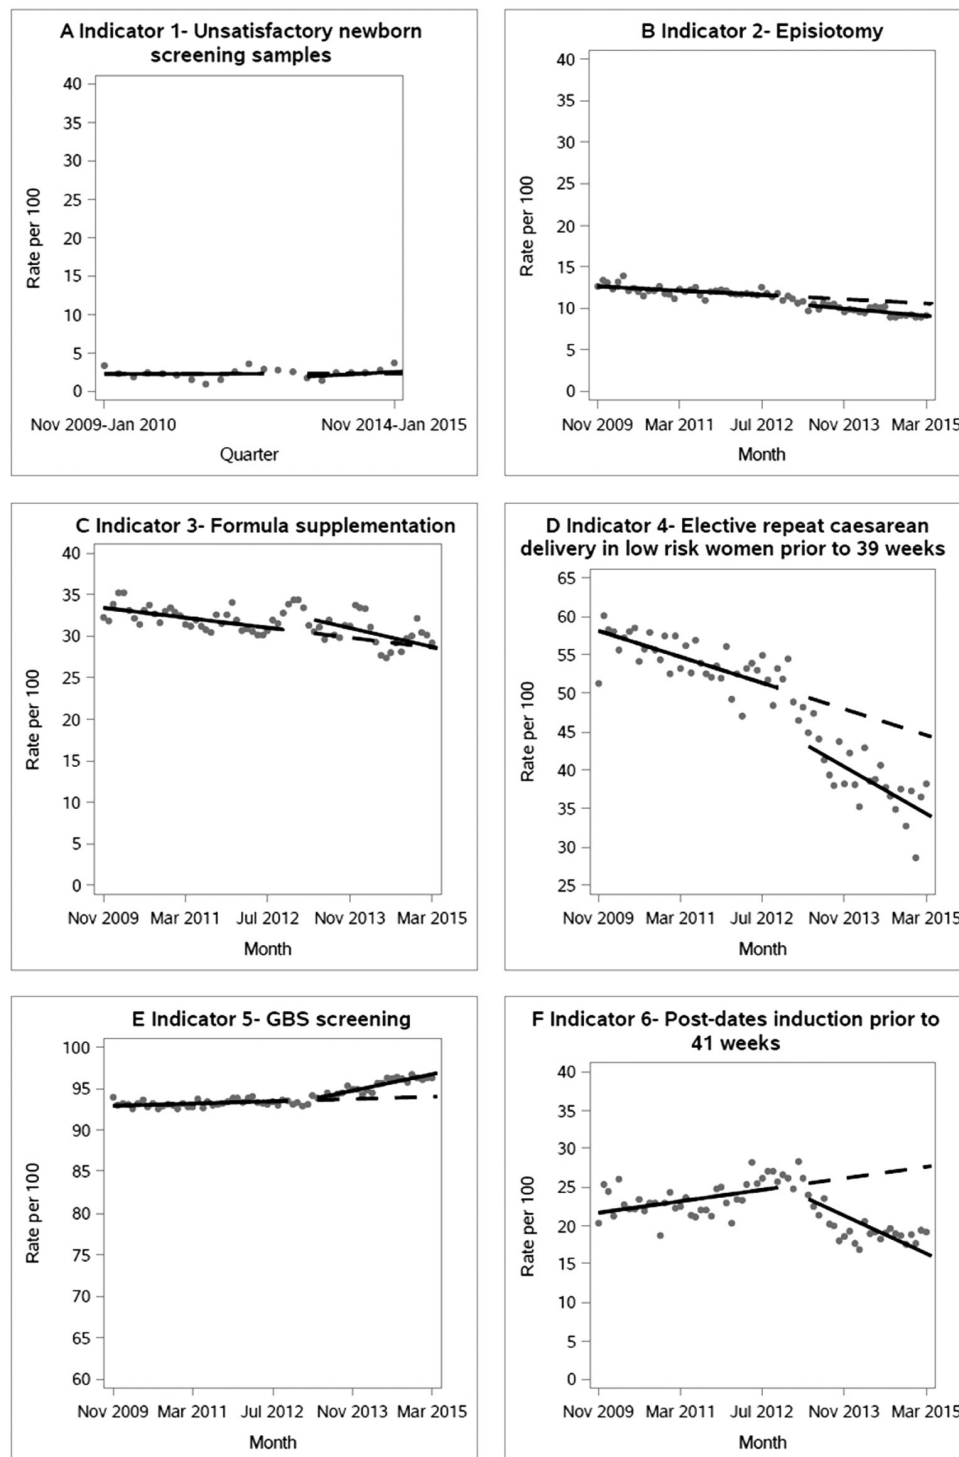 A Indicator 1- Unsatisfactory newborn
screening samples
40
35
30
25
20
15
10
5
0
Rate per 100
Nov 2009-Jan 2010 Nov 2014-Jan 2015
Quarter
B Indicator 2- Episiotomy
40
35
30
25
20
15
10
5
0
Rate per 100
Nov 2009 Mar 2011 Jul 2012 Nov 2013 Mar 2015
Month
C Indicator 3- Formula supplementation
40
35
30
25
20
15
10
5
0
Rate per 100
Nov 2009 Mar 2011 Jul 2012 Nov 2013 Mar 2015
Month
D Indicator 4- Elective repeat caesarean
delivery in low risk women prior to 39 weeks
65
60
55
50
45
40
35
30
25
Rate per 100
Nov 2009 Mar 2011 Jul 2012 Nov 2013 Mar 2015
Month
E Indicator 5- GBS screening
100
95
90
85
80
75
70
65
60
Rate per 100
Nov 2009 Mar 2011 Jul 2012 Nov 2013 Mar 2015
Month
F Indicator 6- Post-dates induction prior to
41 weeks
40
35
30
25
20
15
10
5
0
Rate per 100
Nov 2009 Mar 2011 Jul 2012 Nov 2013 Mar 2015
Month